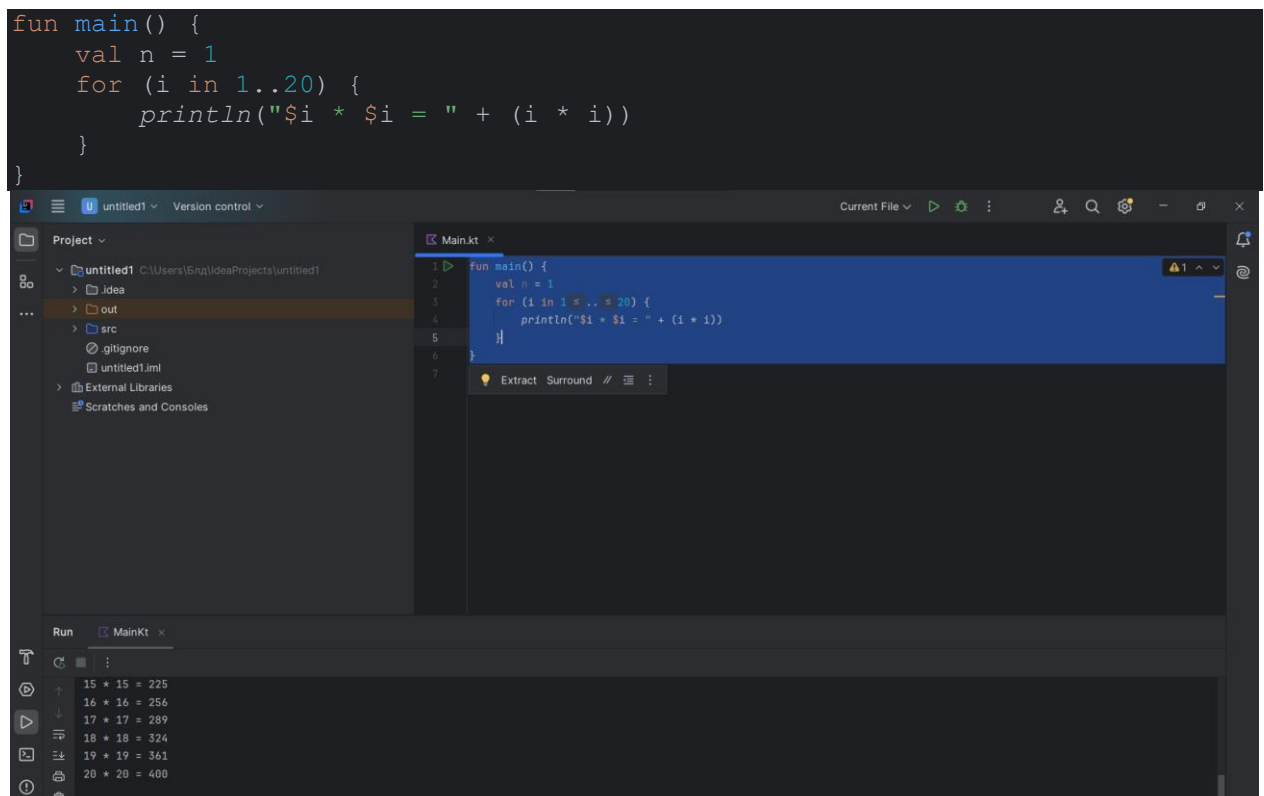 fun main() {
    val n = 1
    for (i in 1..20) {
        println("$i * $i = " + (i * i))
    }
}
U untitled1 Version control Current File
Project
Main.kt
untitled1 C:\Users\Блд\IdeaProjects\untitled1
.idea
out
src
.gitignore
untitled1.iml
External Libraries
Scratches and Consoles
1 fun main() {
2     val n = 1
3     for (i in 1 ≤ .. ≤ 20) {
4         println("$i * $i = " + (i * i))
5     }
6 }
7
1
Extract Surround //
Run MainKt
15 * 15 = 225
16 * 16 = 256
17 * 17 = 289
18 * 18 = 324
19 * 19 = 361
20 * 20 = 400